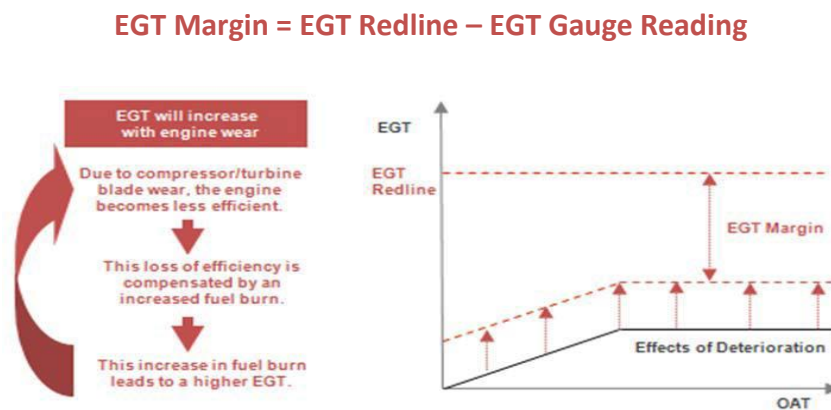 EGT Margin = EGT Redline – EGT Gauge Reading
EGT will increase
with engine wear
Due to compressor/turbine
blade wear, the engine
becomes less efficient.
This loss of efficiency is
compensated by an
increased fuel burn.
This increase in fuel burn
leads to a higher EGT.
EGT
EGT
Redline
EGT Margin
Effects of Deterioration
OAT